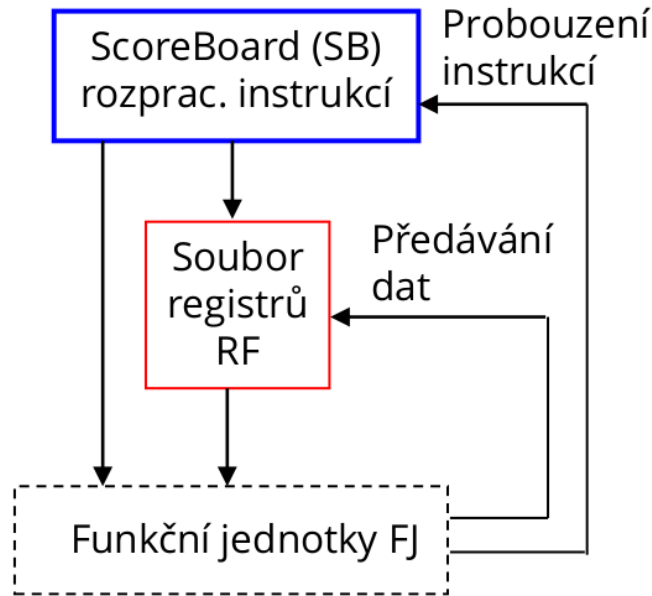 ScoreBoard (SB)
rozprac. instrukcí
Probouzení
instrukcí
Soubor
registrů
RF
Předávání
dat
Funkční jednotky FJ